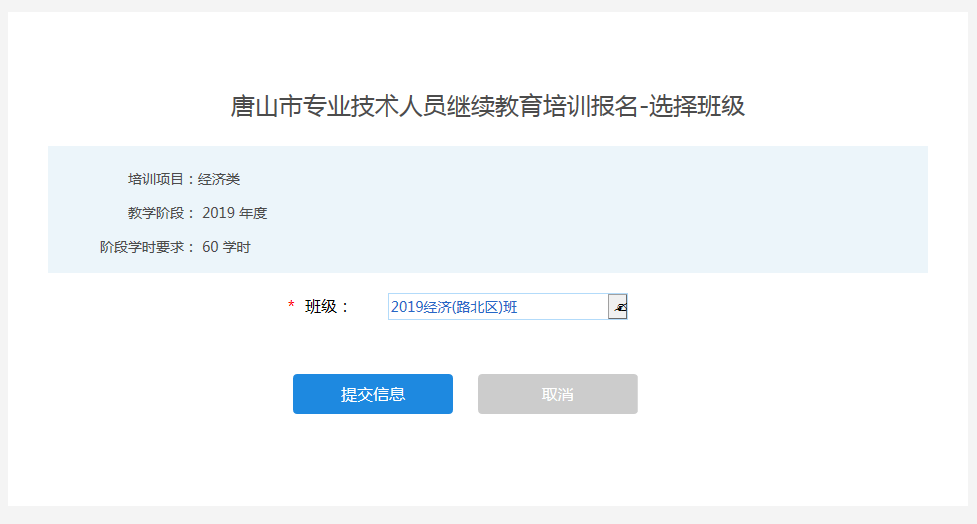 唐山市专业技术人员继续教育培训报名-选择班级
培训项目：经济类
教学阶段： 2019 年度
阶段学时要求： 60 学时
* 班级： 2019经济(路北区)班
提交信息 取消